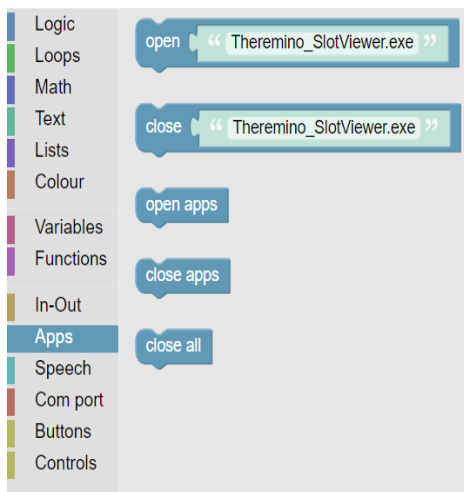 Logic
Loops
Math
Text
Lists
Colour
Variables
Functions
In-Out
Apps
Speech
Com port
Buttons
Controls
open “ Theremino_SlotViewer.exe ”
close “ Theremino_SlotViewer.exe ”
open apps
close apps
close all